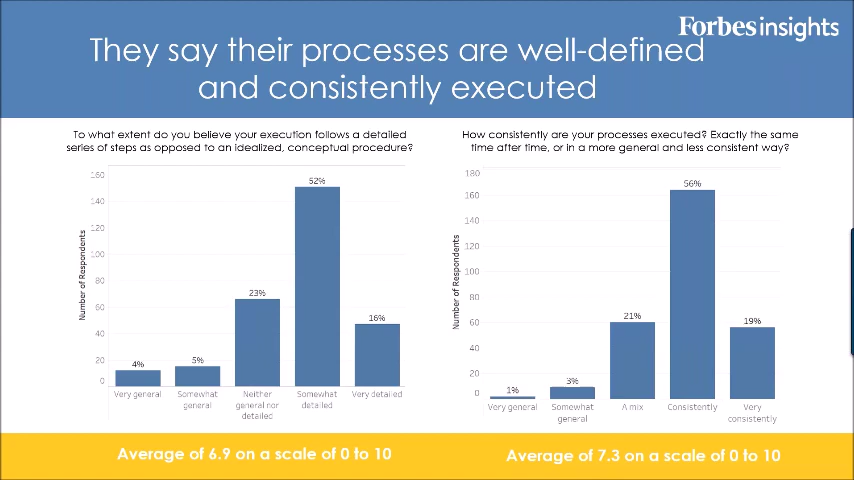 Forbes insights
They say their processes are well-defined
and consistently executed
To what extent do you believe your execution follows a detailed
series of steps as opposed to an idealized, conceptual procedure?
Number of Respondents
160
140
120
100
80
60
40
20
0
4%
5%
23%
52%
16%
Very general
Somewhat
general
Neither
general nor
detailed
Somewhat
detailed
Very detailed
How consistently are your processes executed? Exactly the same
time after time, or in a more general and less consistent way?
Number of Respondents
180
160
140
120
100
80
60
40
20
0
1%
3%
21%
56%
19%
Very general
Somewhat
general
A mix
Consistently
Very
consistently
Average of 6.9 on a scale of 0 to 10
Average of 7.3 on a scale of 0 to 10